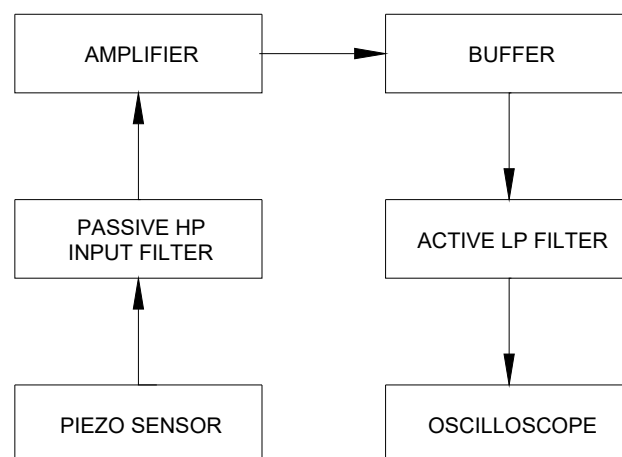 AMPLIFIER
BUFFER
PASSIVE HP
INPUT FILTER
ACTIVE LP FILTER
PIEZO SENSOR
OSCILLOSCOPE